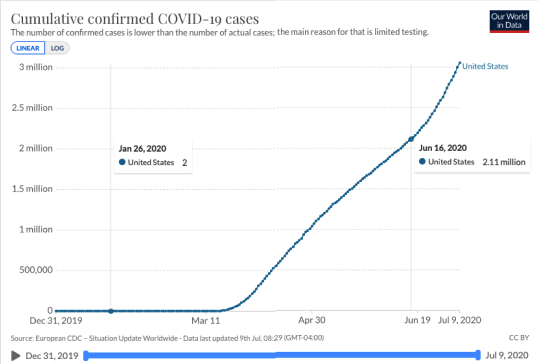 Cumulative confirmed COVID-19 cases
Our World
in Data
The number of confirmed cases is lower than the number of actual cases; the main reason for that is limited testing.
LINEAR LOG
3 million
United States
2.5 million
2 million
Jan 26, 2020
United States 2
Jun 16, 2020
United States 2.11 million
1.5 million
1 million
500,000
0
Dec 31, 2019 Mar 11 Apr 30 Jun 19 Jul 9, 2020
Source: European CDC – Situation Update Worldwide - Data last updated 9th Jul, 08:29 (GMT-04:00) CC BY
Dec 31, 2019 Jul 9, 2020